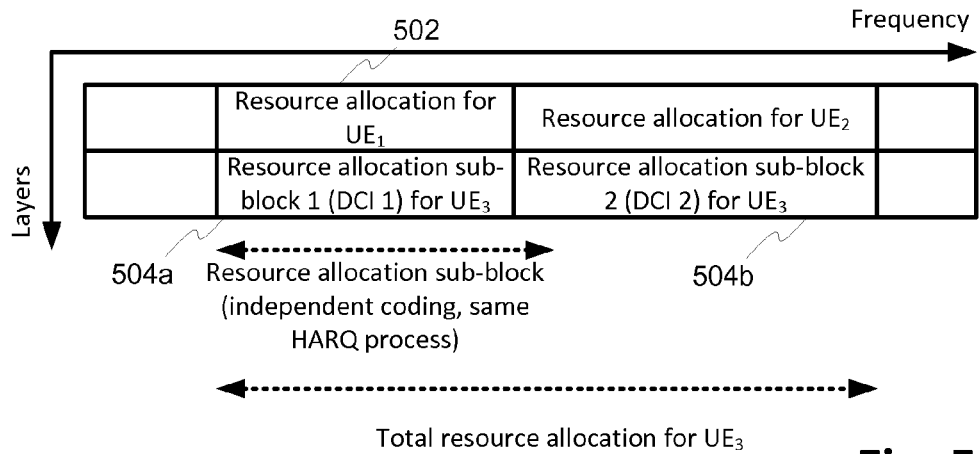 Frequency
502
Resource allocation for
UE1
Resource allocation for UE2
Resource allocation sub-
block 1 (DCI 1) for UE3
Resource allocation sub-block
2 (DCI 2) for UE3
Layers
504a
504b
Resource allocation sub-block
(independent coding, same
HARQ process)
Total resource allocation for UE3